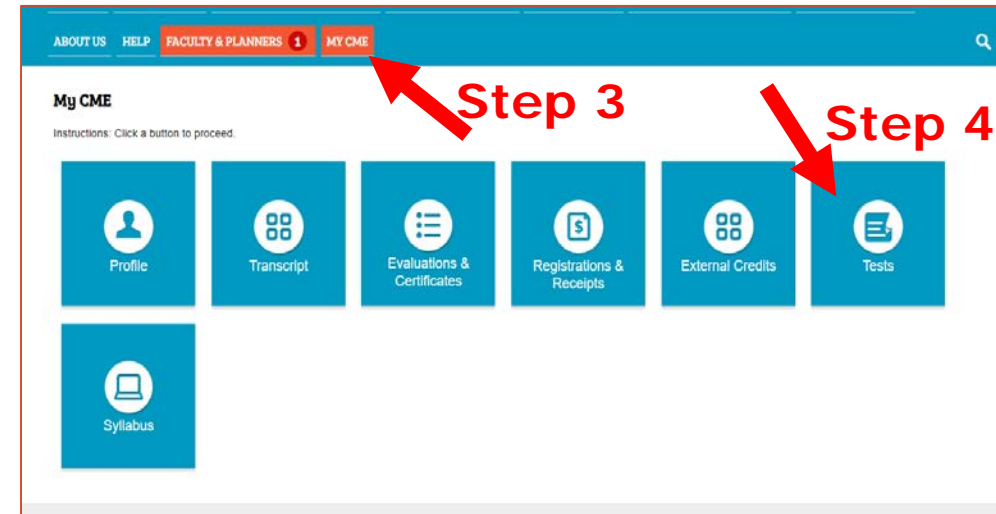 ABOUT US HELP FACULTY & PLANNERS 1 MY CME
Step 3
Step 4
My CME
Instructions: Click a button to proceed.
Profile
Transcript
Evaluations &
Certificates
Registrations &
Receipts
External Credits
Tests
Syllabus